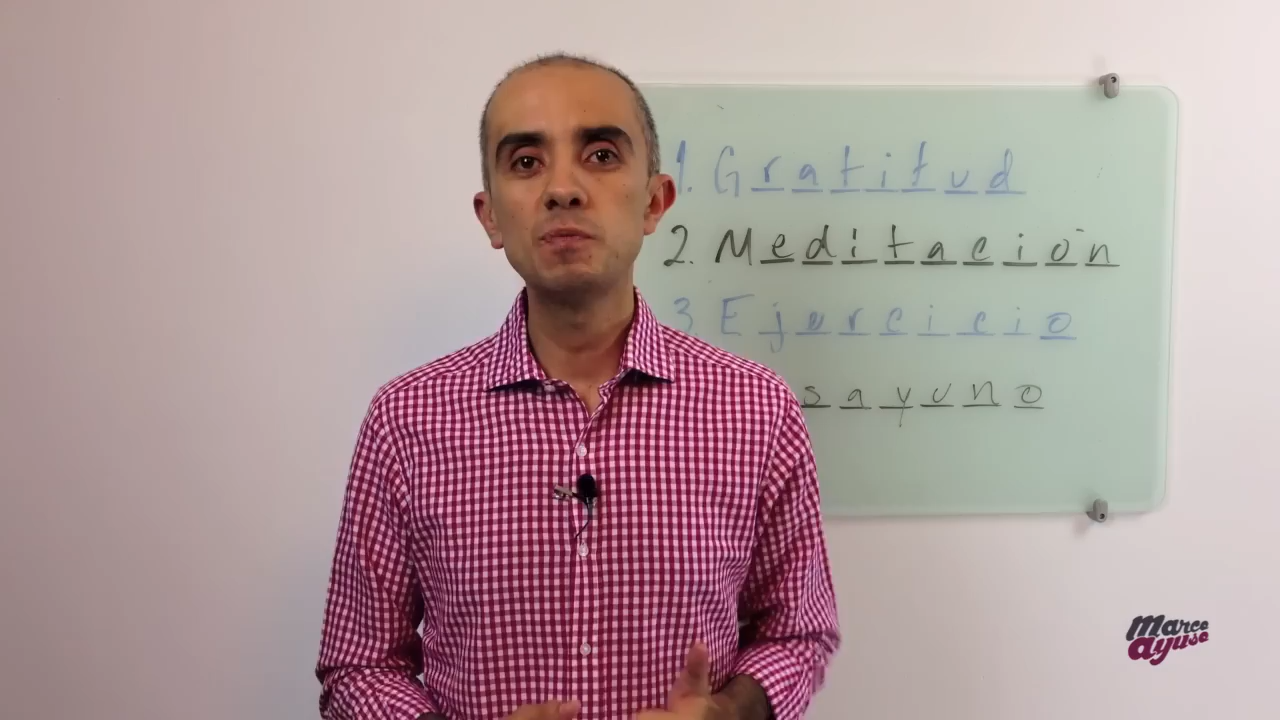 1. Gratitud
2. Meditación
3. Ejercicio
sayuno
marco
ayuso